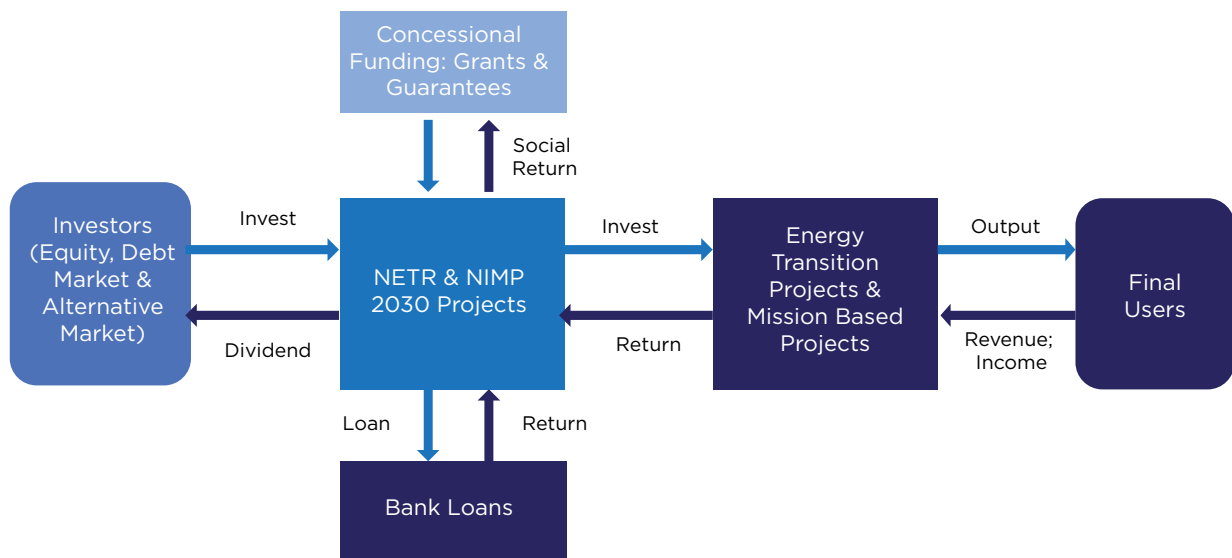 Concessional
Funding: Grants &
Guarantees
Social
Return
Investors
(Equity, Debt
Market &
Alternative
Market)
Invest
Dividend
NETR & NIMP
2030 Projects
Invest
Return
Energy
Transition
Projects &
Mission Based
Projects
Output
Revenue;
Income
Final
Users
Loan
Return
Bank Loans